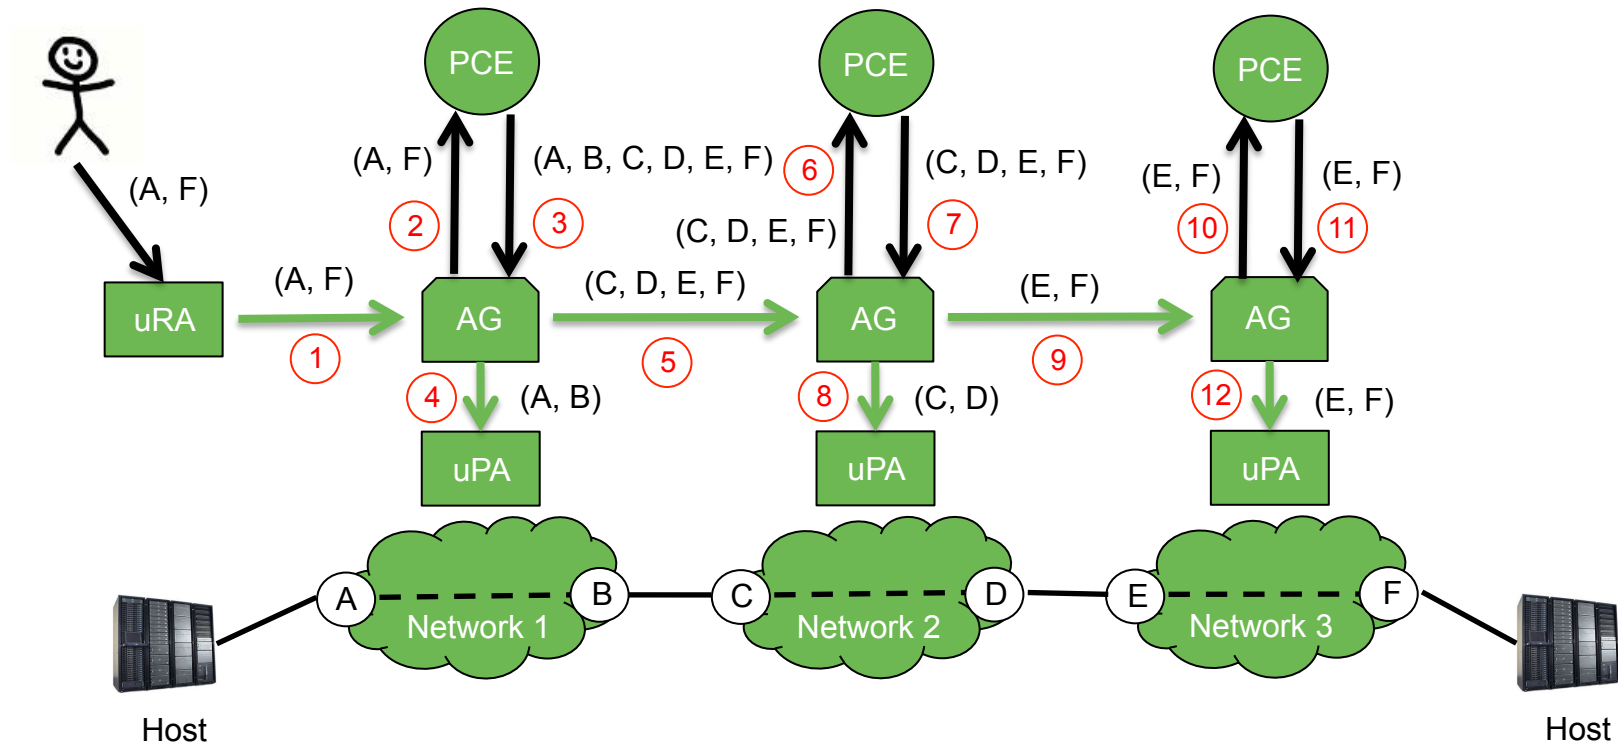 PCE
PCE
PCE
(A, F)
(A, B, C, D, E, F)
6
(C, D, E, F)
(E, F)
(E, F)
(A, F)
2
3
(C, D, E, F)
7
10
11
(A, F)
(C, D, E, F)
(E, F)
uRA
AG
AG
AG
1
5
9
4
(A, B)
8
(C, D)
12
(E, F)
uPA
uPA
uPA
A
B
C
D
E
F
Network 1
Network 2
Network 3
Host
Host